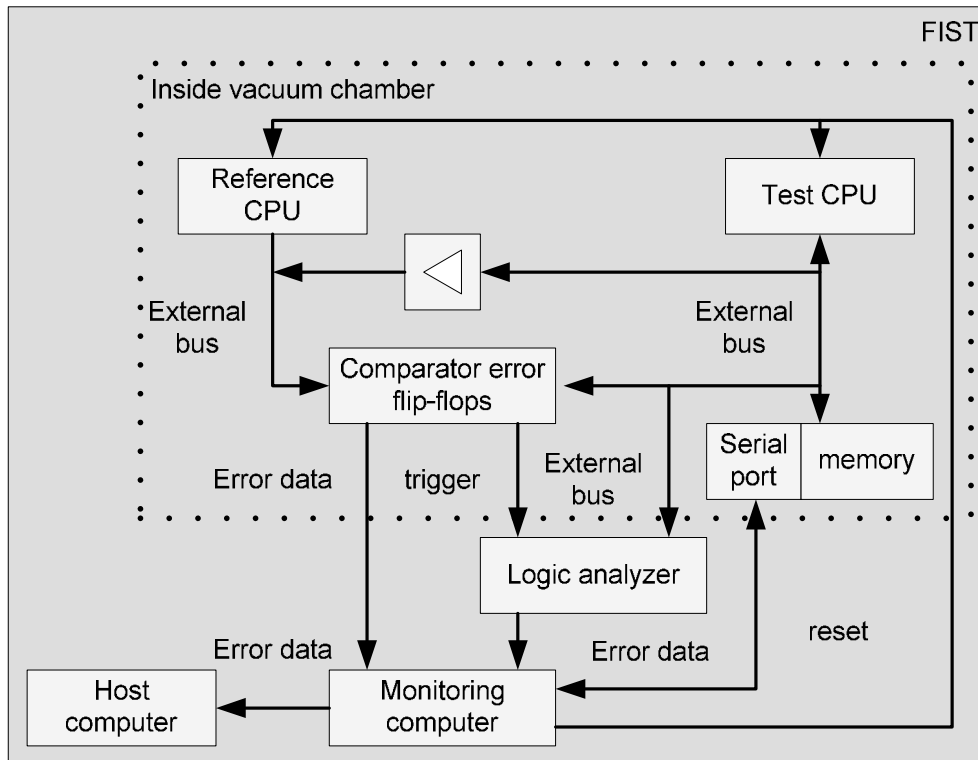 FIST
Inside vacuum chamber
Reference
CPU
Test CPU
External
bus
External
bus
Comparator error
flip-flops
Serial
port
memory
Error data
trigger
External
bus
Logic analyzer
reset
Error data
Error data
Host
computer
Monitoring
computer